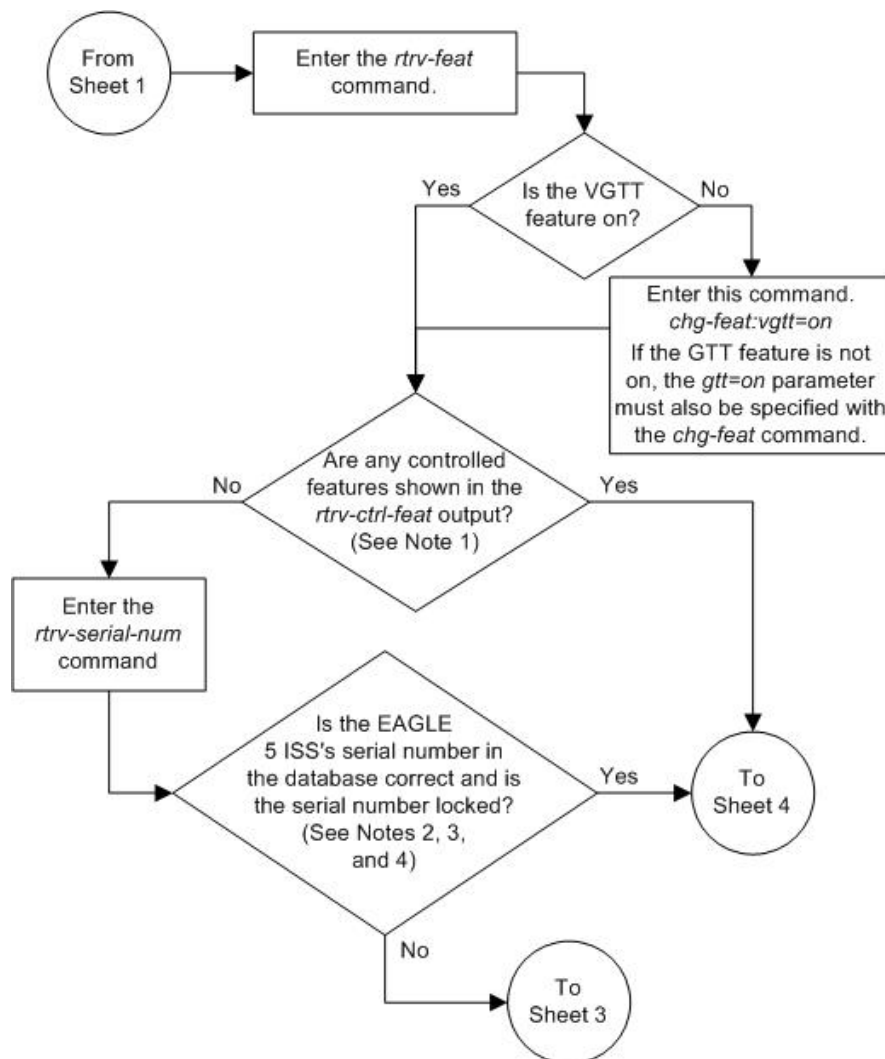 From
Sheet 1
Enter the rtrv-feat
command.
Is the VGTT
feature on?
Yes
No
Enter this command.
chg-feat:vgtt=on
If the GTT feature is not
on, the gtt=on parameter
must also be specified with
the chg-feat command.
Are any controlled
features shown in the
rtrv-ctrl-feat output?
(See Note 1)
No
Yes
Enter the
rtrv-serial-num
command
Is the EAGLE
5 ISS's serial number in
the database correct and is
the serial number locked?
(See Notes 2, 3,
and 4)
Yes
To
Sheet 4
No
To
Sheet 3